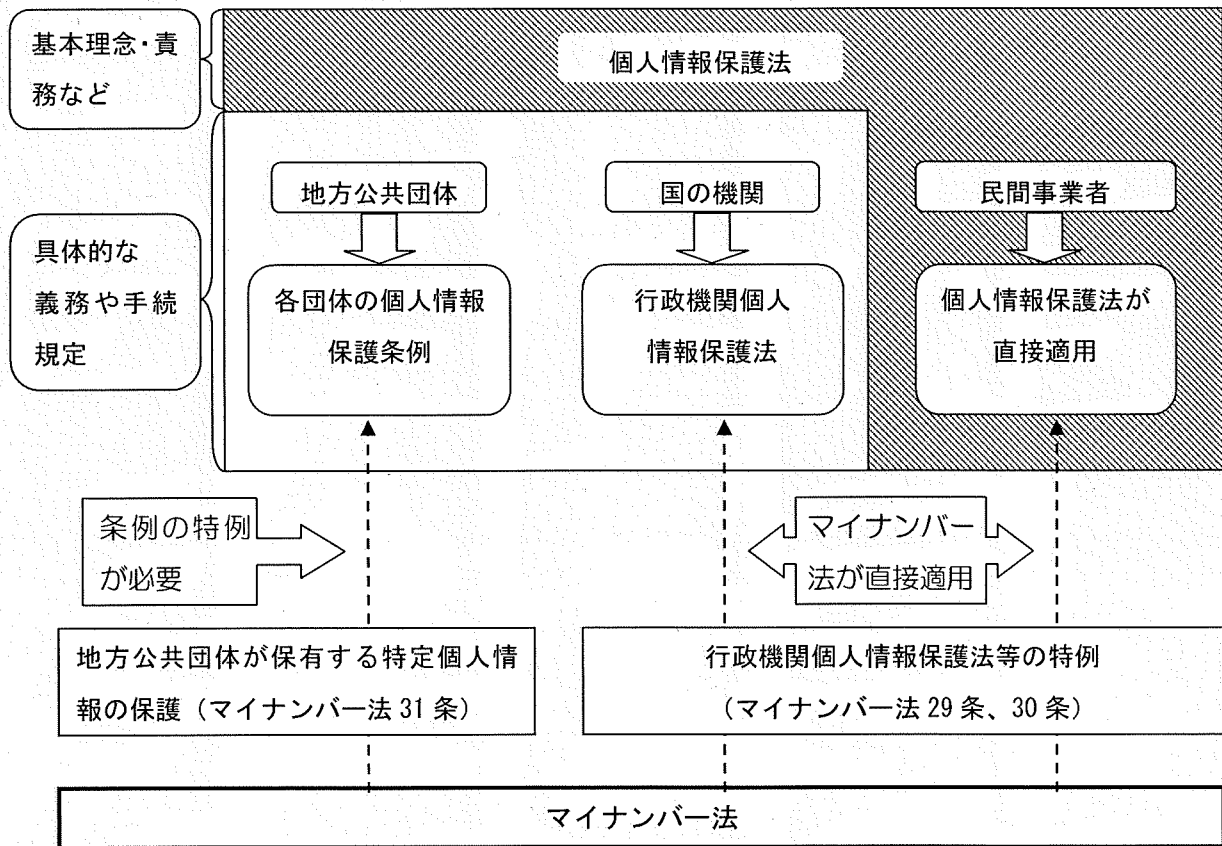 基本理念・責
務など
個人情報保護法
地方公共団体
国の機関
民間事業者
具体的な
義務や手続
規定
各団体の個人情報
保護条例
行政機関個人
情報保護法
個人情報保護法が
直接適用
条例の特例
が必要
マイナンバー
法が直接適用
地方公共団体が保有する特定個人情
報の保護（マイナンバー法 31 条）
行政機関個人情報保護法等の特例
（マイナンバー法 29 条、30 条）
マイナンバー法